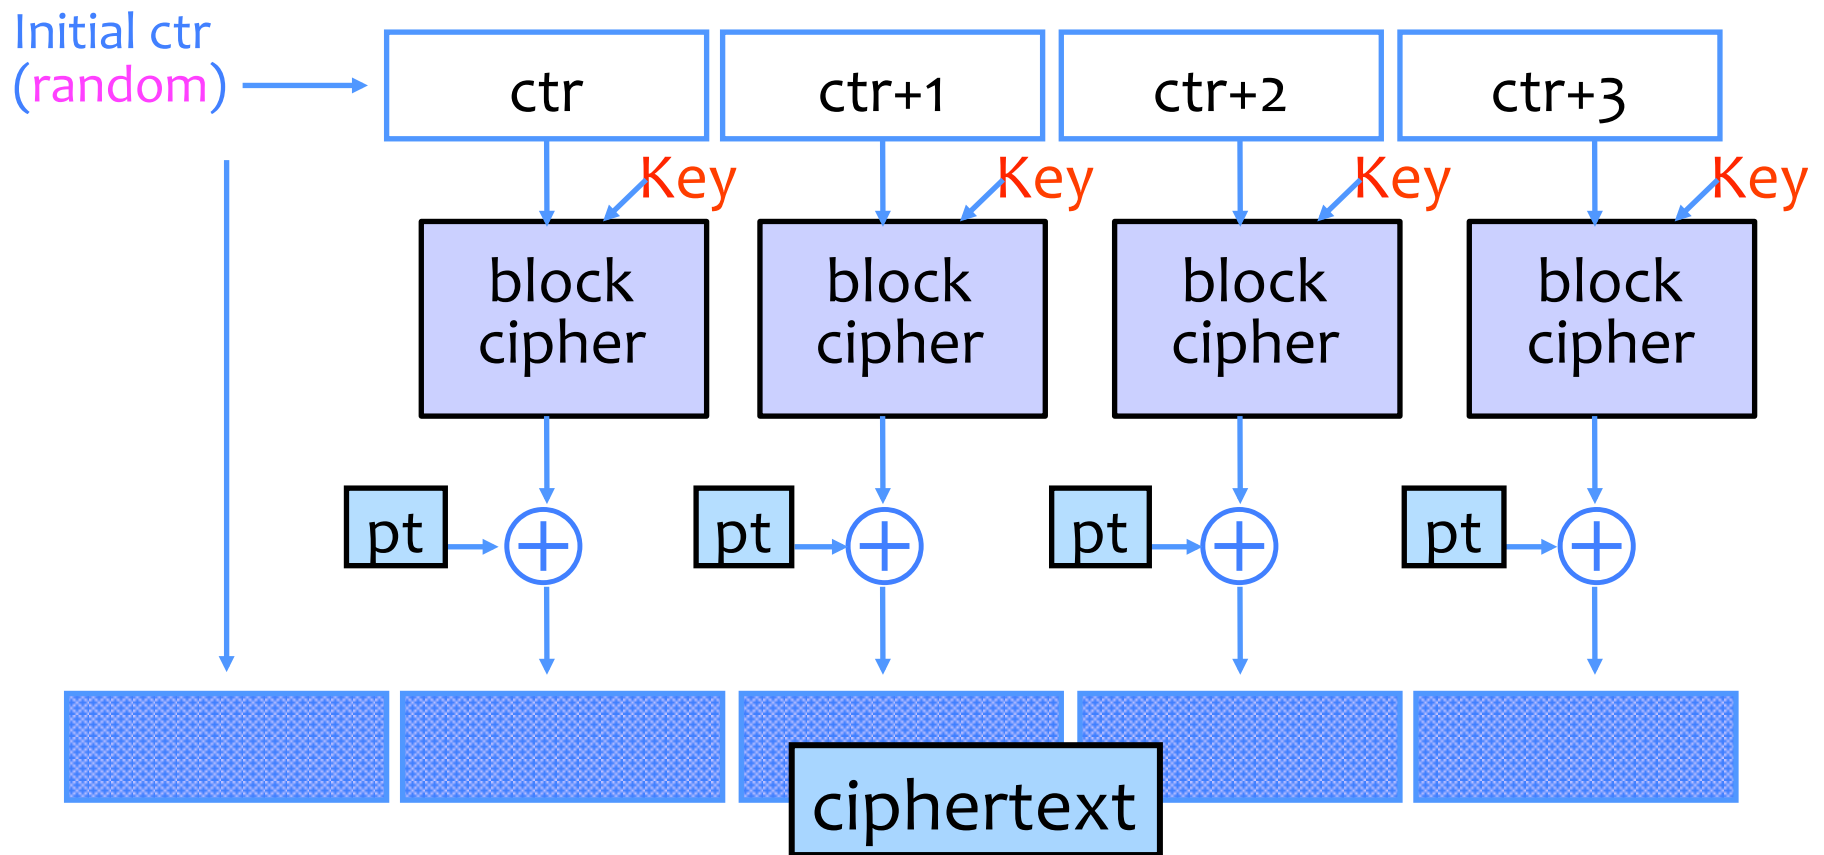 Initial ctr
(random)
ctr
ctr+1
ctr+2
ctr+3
Key
Key
Key
Key
block
cipher
block
cipher
block
cipher
block
cipher
pt
pt
pt
pt
ciphertext